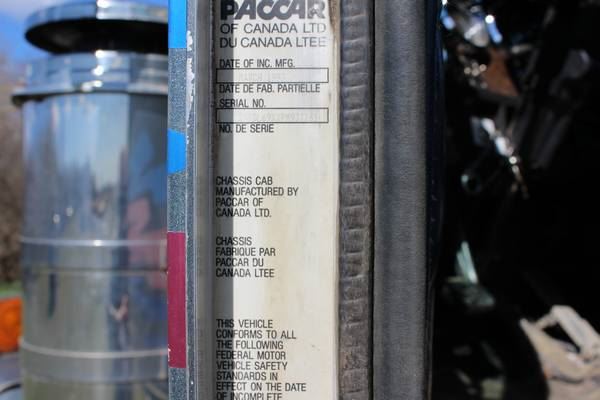 PACCAR
OF CANADA LTD
DU CANADA LTEE
DATE OF INC. MFG.
MARCH
DATE DE FAB. PARTIELLE
SERIAL NO.
NO. DE SERIE
CHASSIS CAB
MANUFACTURED BY
PACCAR OF
CANADA LTD.
CHASSIS
FABRIQUE PAR
PACCAR DU
CANADA LTEE
THIS VEHICLE
CONFORMS TO ALL
THE FOLLOWING
FEDERAL MOTOR
VEHICLE SAFETY
STANDARDS IN
EFFECT ON THE DATE
OF INCOMPLETE